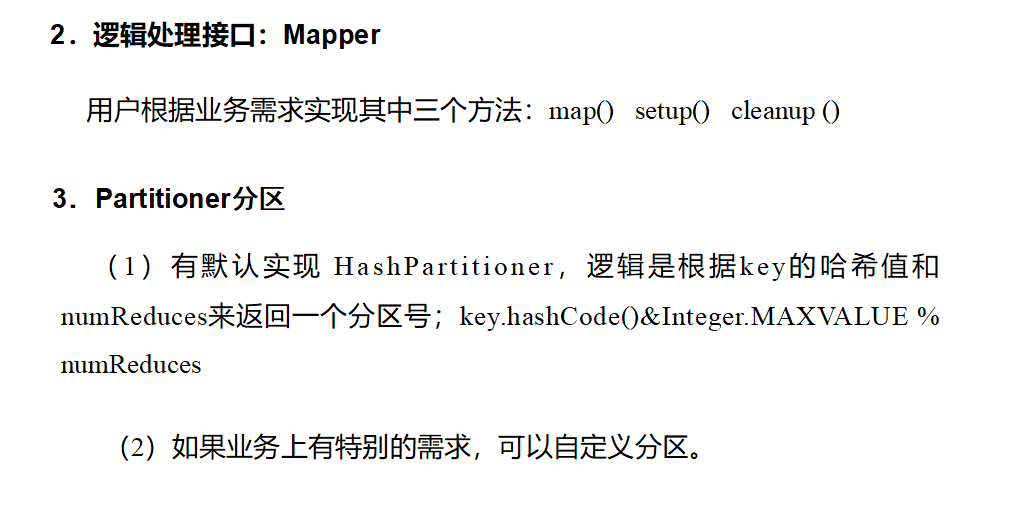 2．逻辑处理接口：Mapper
用户根据业务需求实现其中三个方法：map() setup() cleanup ()
3．Partitioner分区
（1）有默认实现 HashPartitioner，逻辑是根据key的哈希值和
numReduces来返回一个分区号；key.hashCode()&Integer.MAXVALUE %
numReduces
（2）如果业务上有特别的需求，可以自定义分区。